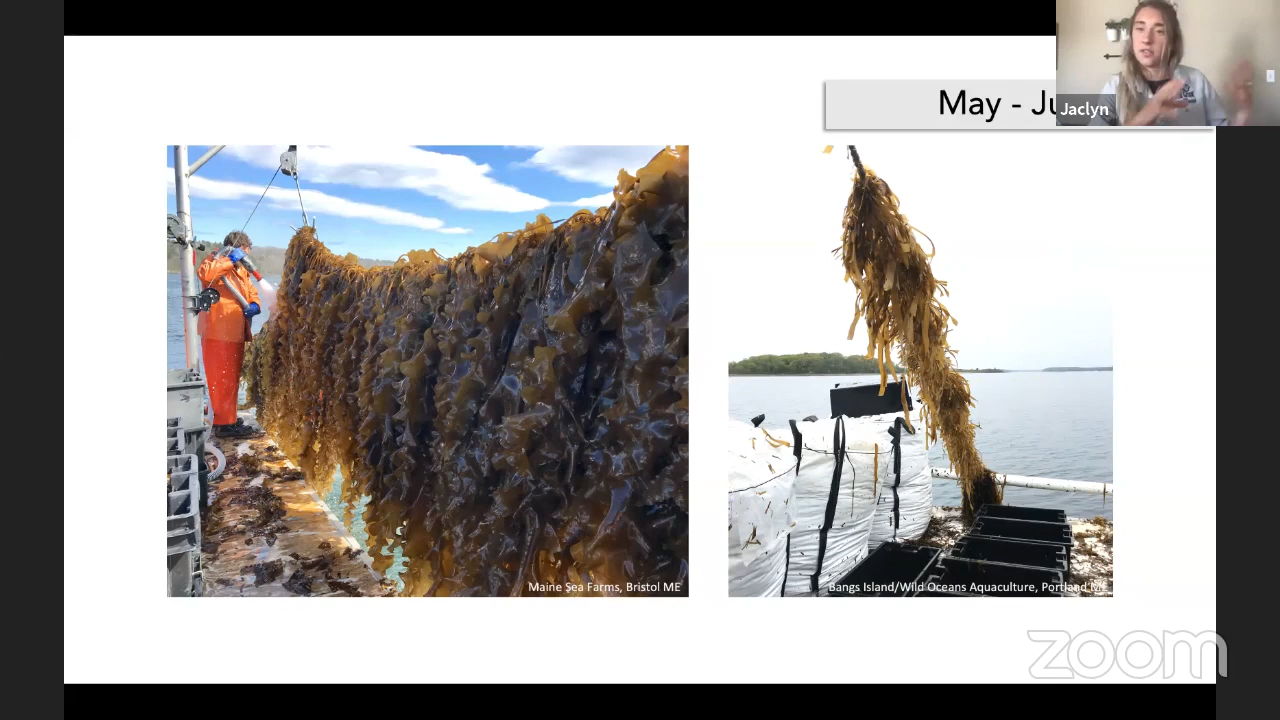 May - Ju
Jaclyn
Maine Sea Farms, Bristol ME
Bangs Island/Wild Oceans Aquaculture, Portland ME
zoom